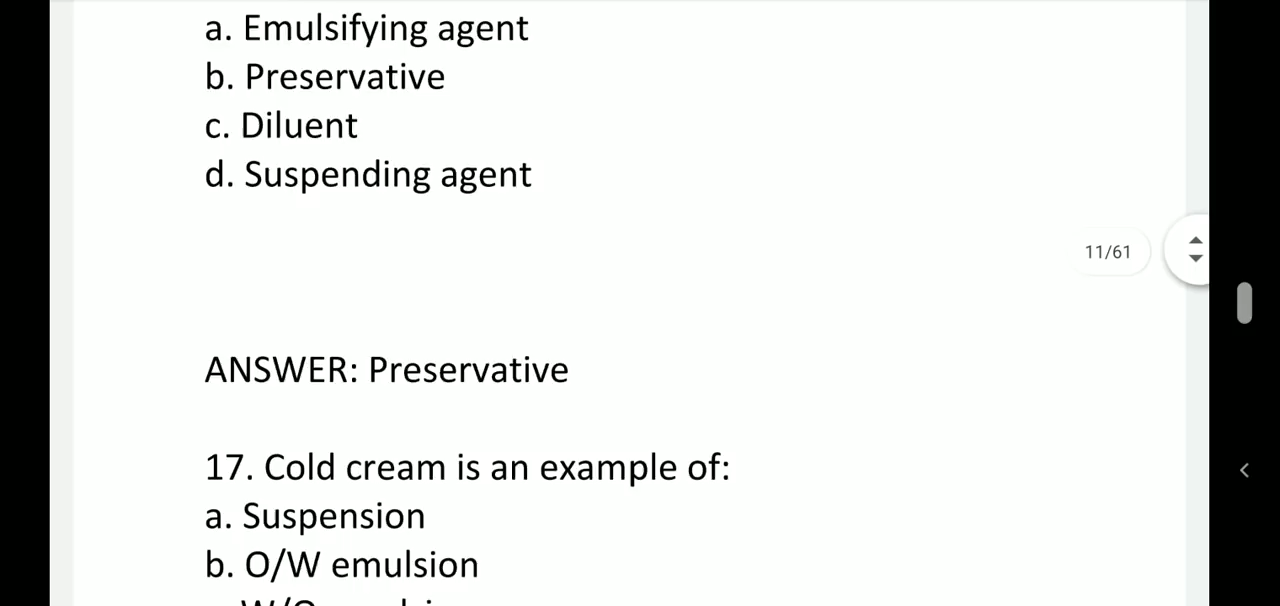 a. Emulsifying agent
b. Preservative
c. Diluent
d. Suspending agent
11/61
ANSWER: Preservative
17. Cold cream is an example of:
a. Suspension
b. O/W emulsion